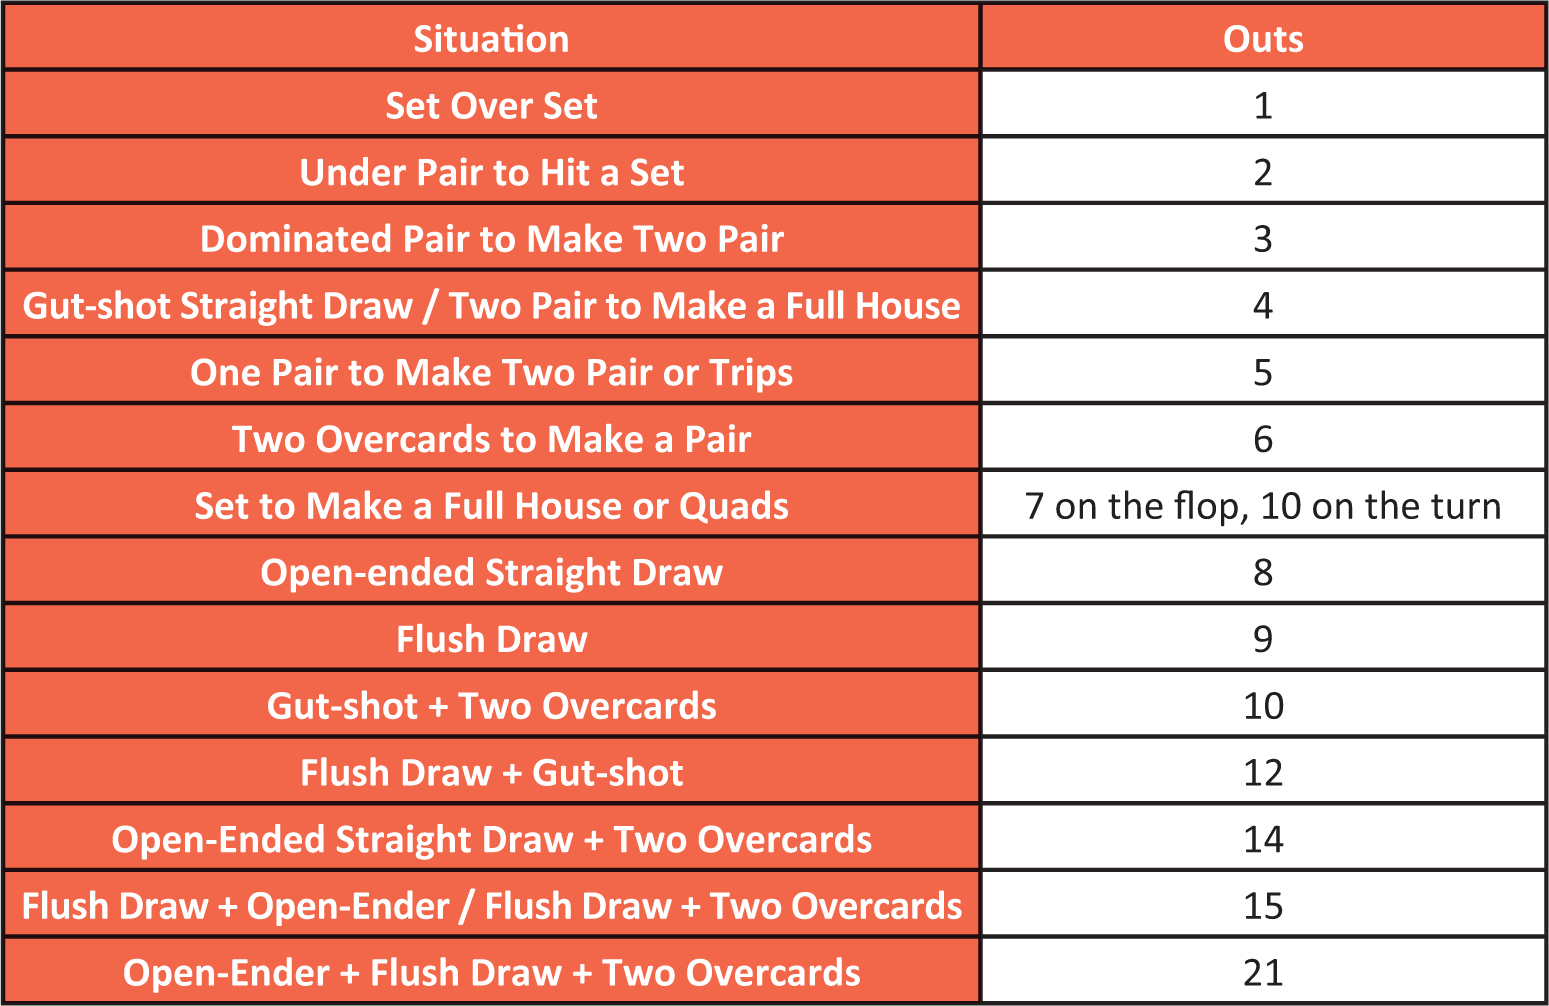 Situation Outs
Set Over Set 1
Under Pair to Hit a Set 2
Dominated Pair to Make Two Pair 3
Gut-shot Straight Draw / Two Pair to Make a Full House 4
One Pair to Make Two Pair or Trips 5
Two Overcards to Make a Pair 6
Set to Make a Full House or Quads 7 on the flop, 10 on the turn
Open-ended Straight Draw 8
Flush Draw 9
Gut-shot + Two Overcards 10
Flush Draw + Gut-shot 12
Open-Ended Straight Draw + Two Overcards 14
Flush Draw + Open-Ender / Flush Draw + Two Overcards 15
Open-Ender + Flush Draw + Two Overcards 21